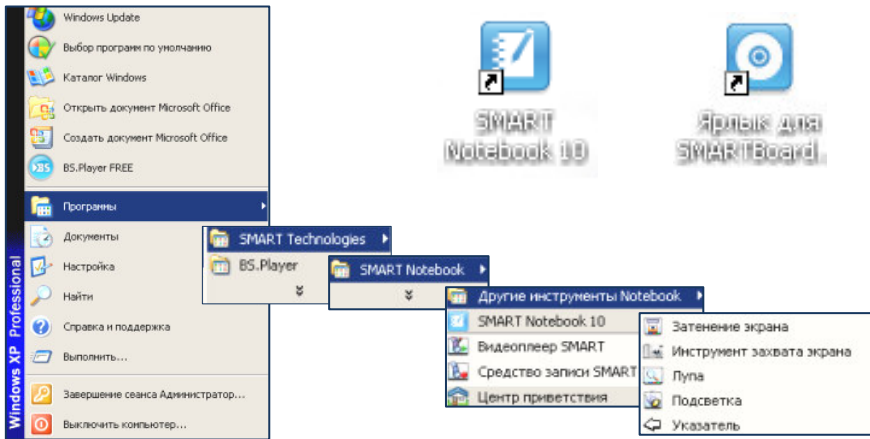 Windows Update
Выбор программ по умолчанию
Каталог Windows
Открыть документ Microsoft Office
Создать документ Microsoft Office
BS.Player FREE
Программы
Документы
Настройка
Найти
Справка и поддержка
Выполнить...
Завершение сеанса Администратор...
Выключить компьютер...
Windows XP Professional
SMART
Notebook 10
Ярлык для
SMARTBoard...
SMART Technologies
BS.Player
SMART Notebook
Другие инструменты Notebook
SMART Notebook 10
Видеоплеер SMART
Средство записи SMART
Центр приветствия
Затенение экрана
Инструмент захвата экрана
Лупа
Подсветка
Указатель